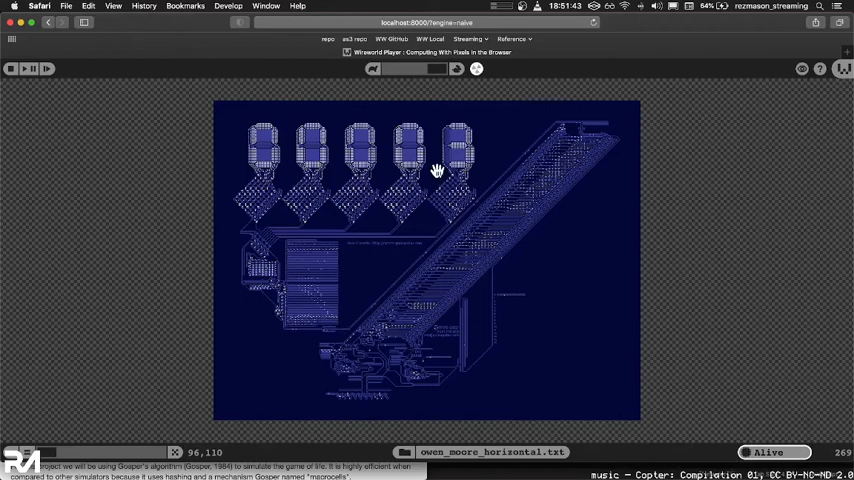 Safari File Edit View History Bookmarks Develop Window Help
64% 18:51:43 rezmason_streaming
localhost:8000/?engine=naive
repo as3 repo WW GitHub WW Local Streaming Reference
Wireworld Player : Computing With Pixels in the Browser
96,110 owen_moore_horizontal.txt Alive 269
project we will be using Gosper's algorithm (Gosper, 1984) to simulate the game of life. It is highly efficient when
compared to other simulators because it uses hashing and a mechanism Gosper named "macrocells,
music - Copter: Compilation 01, CC BY-NC-ND